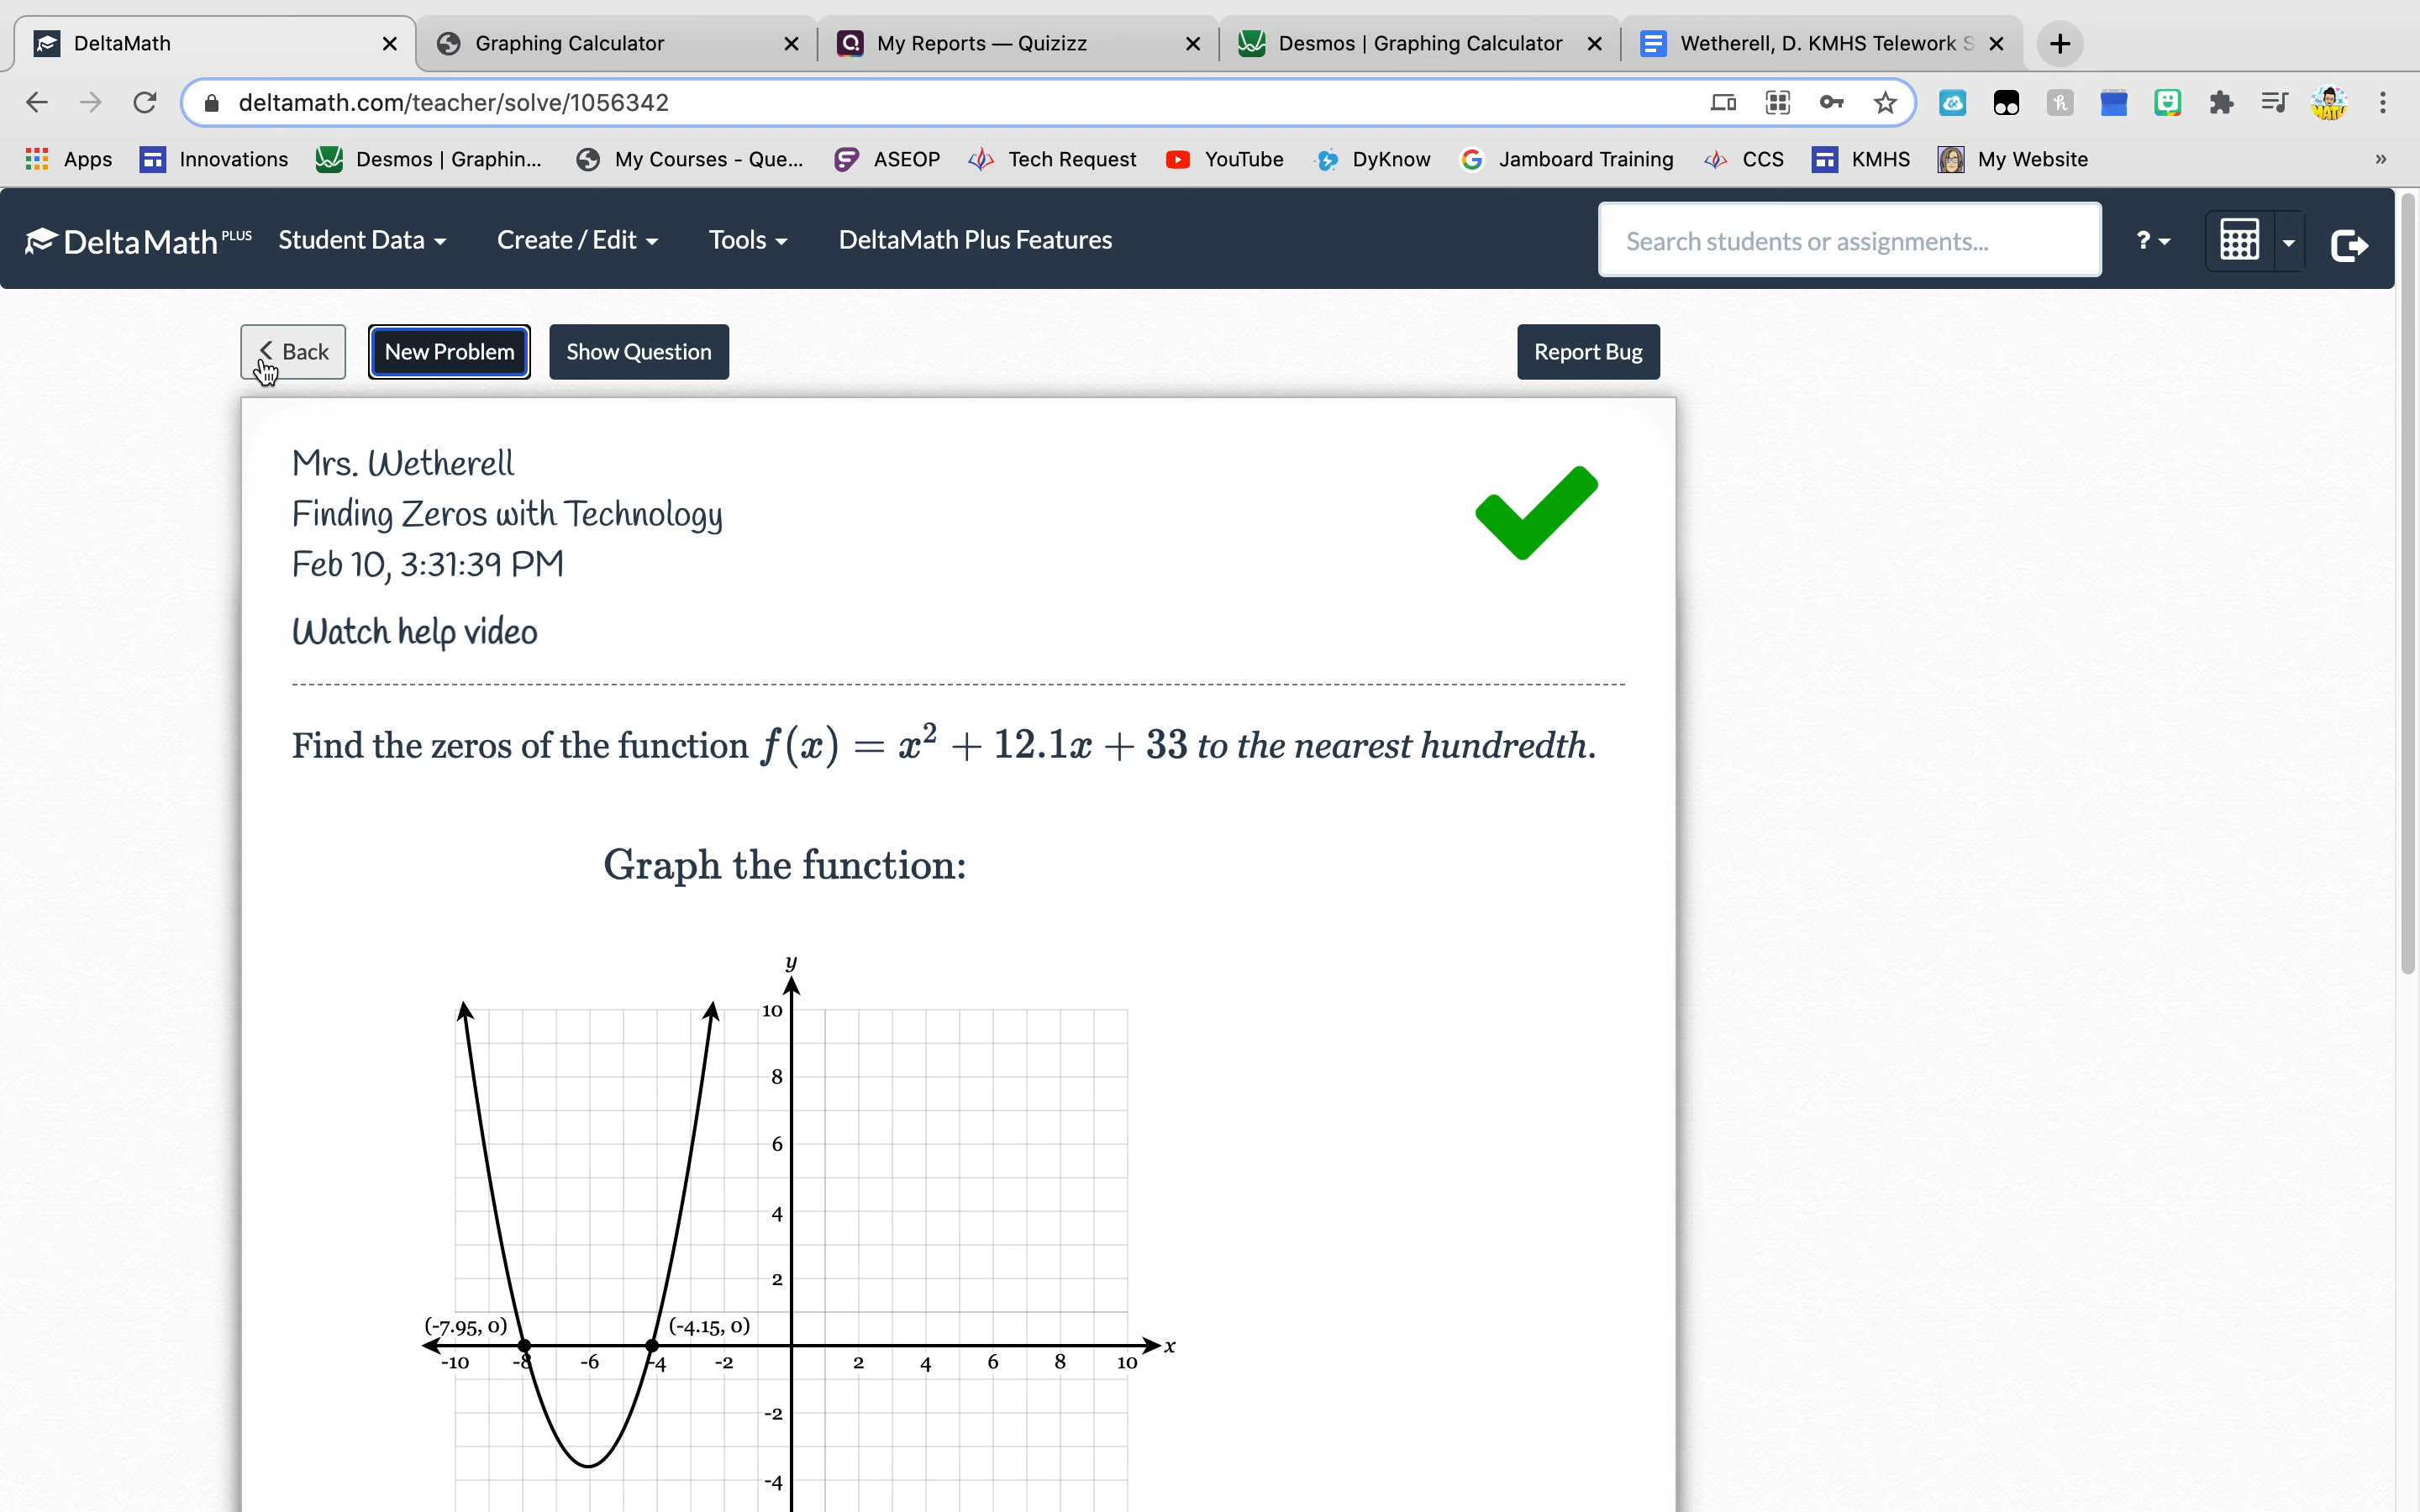 DeltaMath
Graphing Calculator
My Reports — Quizizz
Desmos | Graphing Calculator
Wetherell, D. KMHS Telework S
deltamath.com/teacher/solve/1056342
Apps
Innovations
Desmos | Graphin...
My Courses - Que...
ASEOP
Tech Request
YouTube
DyKnow
Jamboard Training
CCS
KMHS
My Website
»
DeltaMath PLUS
Student Data
Create / Edit
Tools
DeltaMath Plus Features
Search students or assignments...
?
Back
New Problem
Show Question
Report Bug
Mrs. Wetherell
Finding Zeros with Technology
Feb 10, 3:31:39 PM
Watch help video
Find the zeros of the function f(x) = x² + 12.1x + 33 to the nearest hundredth.
Graph the function:
y
10
8
6
4
2
(-7.95, 0) (-4.15, 0)
x
-10 -8 -6 -4 -2 2 4 6 8 10
-2
-4